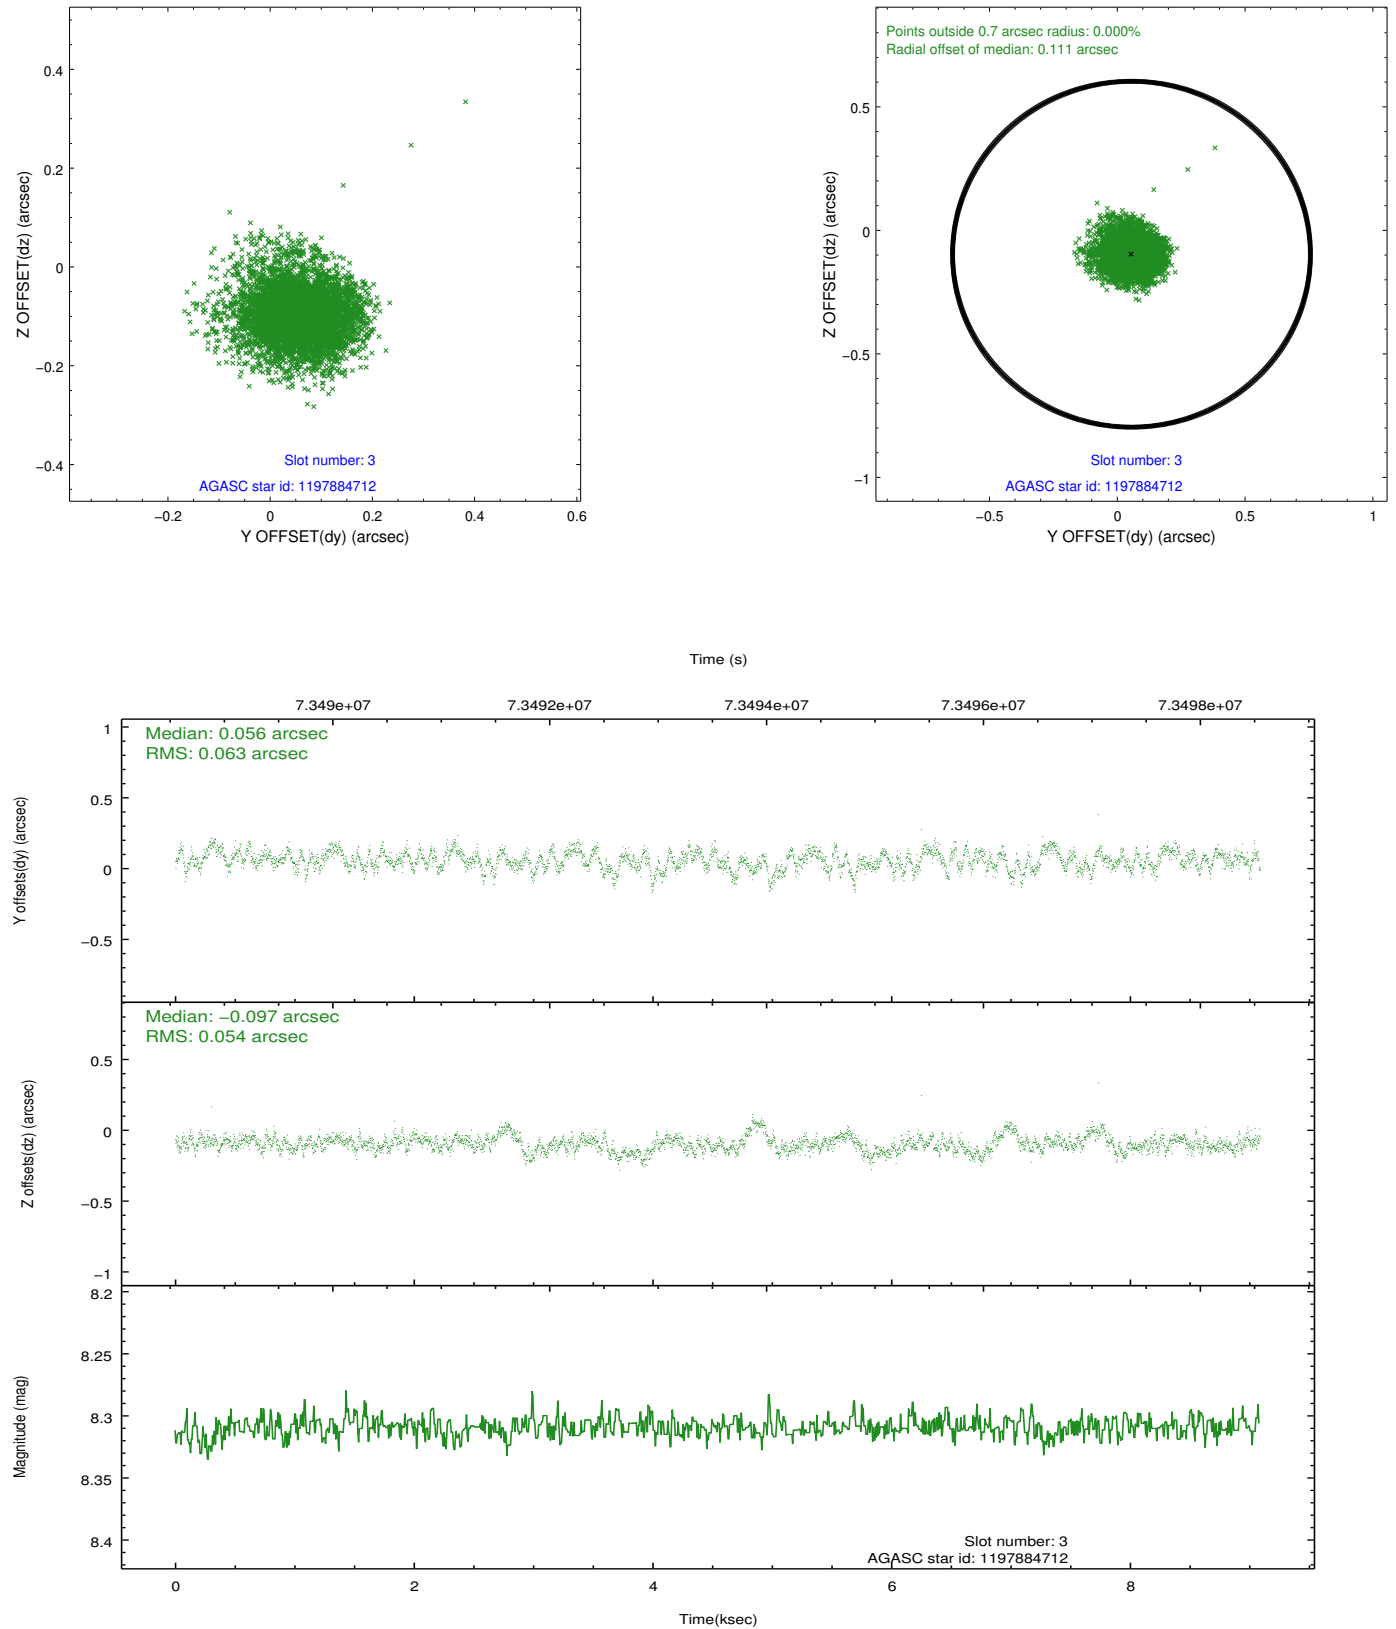 0.4
0.2
0
−0.2
−0.4
Z OFFSET(dz) (arcsec)
Slot number: 3
AGASC star id: 1197884712
−0.2 0 0.2 0.4 0.6
Y OFFSET(dy) (arcsec)
Points outside 0.7 arcsec radius: 0.000%
Radial offset of median: 0.111 arcsec
0.5
0
−0.5
−1
Z OFFSET(dz) (arcsec)
Slot number: 3
AGASC star id: 1197884712
−0.5 0 0.5 1
Y OFFSET(dy) (arcsec)
Time (s)
7.349e+07 7.3492e+07 7.3494e+07 7.3496e+07 7.3498e+07
Median: 0.056 arcsec
RMS: 0.063 arcsec
1
0.5
0
−0.5
Y offsets(dy) (arcsec)
Median: −0.097 arcsec
RMS: 0.054 arcsec
0.5
0
−0.5
−1
Z offsets(dz) (arcsec)
8.2
8.25
8.3
8.35
8.4
Magnitude (mag)
Slot number: 3
AGASC star id: 1197884712
0 2 4 6 8
Time(ksec)